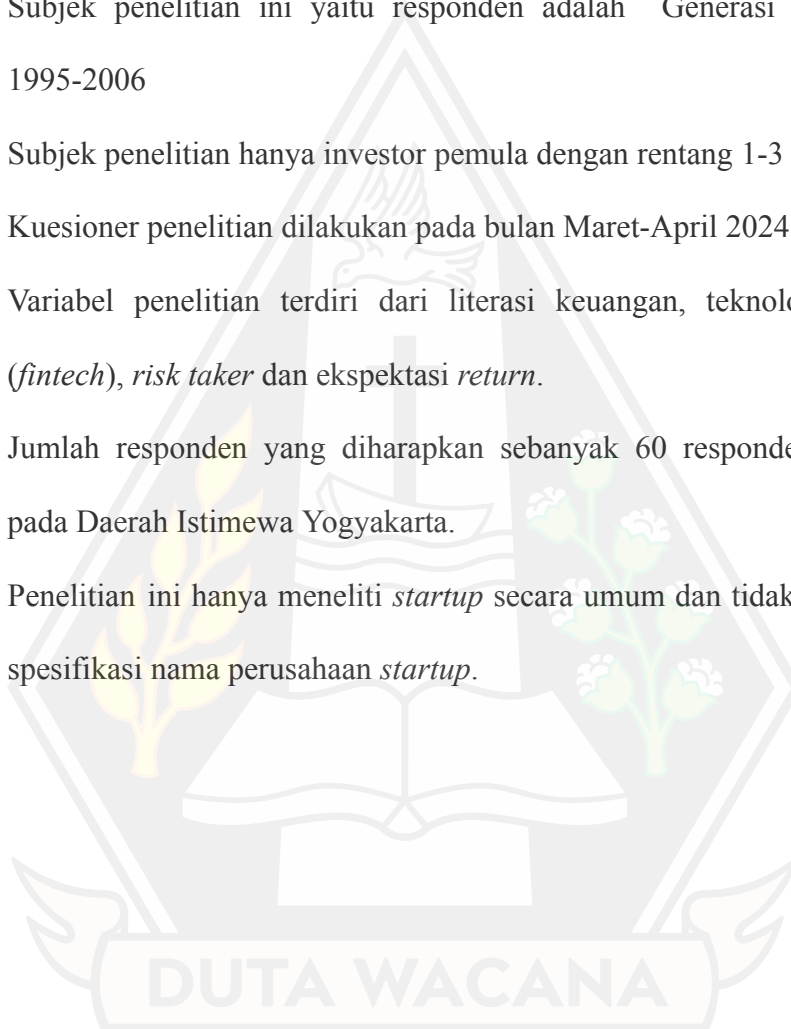 Subjek penelitian ini yaitu responden adalah Generasi
1995-2006
Subjek penelitian hanya investor pemula dengan rentang 1-3
Kuesioner penelitian dilakukan pada bulan Maret-April 2024
Variabel penelitian terdiri dari literasi keuangan,
(fintech), risk taker dan ekspektasi return.
Jumlah responden yang diharapkan sebanyak 60
pada Daerah Istimewa Yogyakarta.
Penelitian ini hanya meneliti startup secara umum dan tidak
spesifikasi nama perusahaan startup.
DUTA WACANA